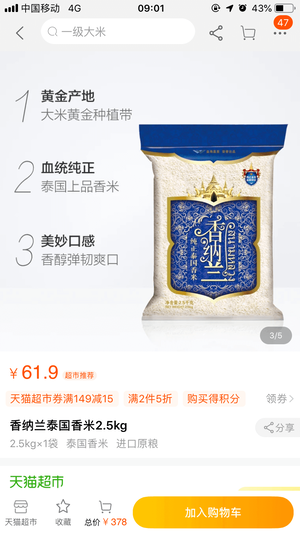 中国移动 4G 09:01 43%
一级大米
47
1 黄金产地
大米黄金种植带
2 血统纯正
泰国上品香米
3 美妙口感
香醇弹韧爽口
香纳兰
纯正泰国香米
3/5
¥61.9 超市推荐
天猫超市券满149减15 满2件5折 购买得积分 领券
香纳兰泰国香米2.5kg
分享
2.5kg×1袋 泰国香米 进口原粮
天猫超市
天猫超市 收藏 总价 ¥378 加入购物车